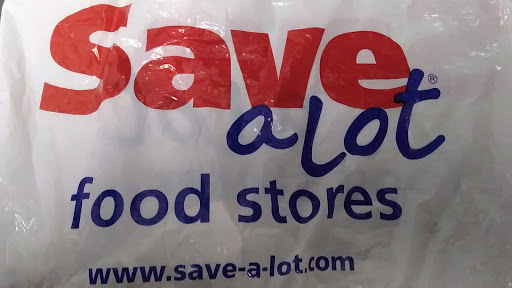 Save
a Lot®
food stores
www.save-a-lot.com